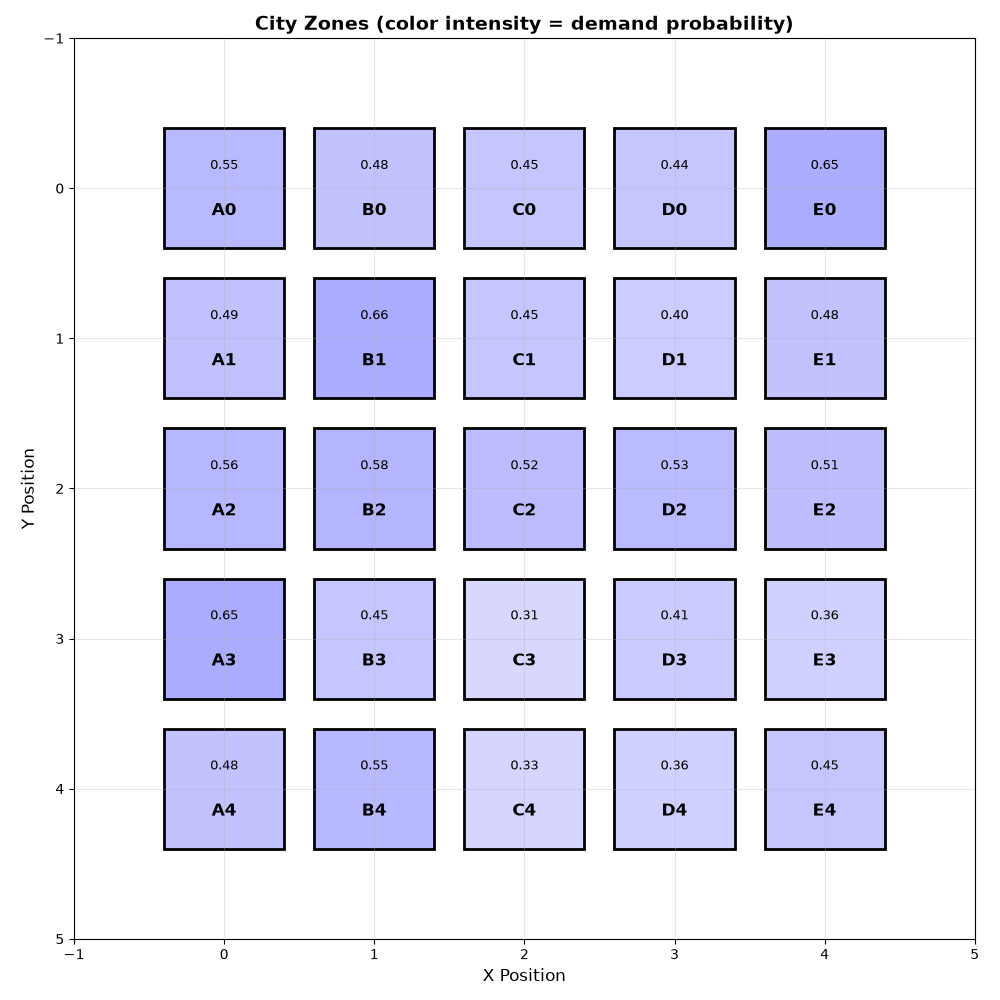 City Zones (color intensity = demand probability)
−1
0.55 0.48 0.45 0.44 0.65
0 A0 B0 C0 D0 E0
0.49 0.66 0.45 0.40 0.48
1 A1 B1 C1 D1 E1
0.56 0.58 0.52 0.53 0.51
2 A2 B2 C2 D2 E2
Y Position
0.65 0.45 0.31 0.41 0.36
3 A3 B3 C3 D3 E3
0.48 0.55 0.33 0.36 0.45
4 A4 B4 C4 D4 E4
5
−1 0 1 2 3 4 5
X Position